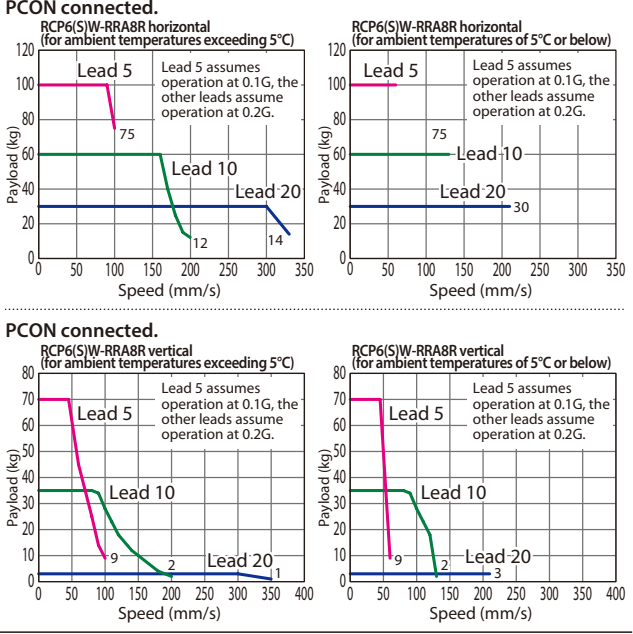 PCON connected.
RCP6(S)W-RRA8R horizontal
(for ambient temperatures exceeding 5°C)
120
100
80
60
40
20
0
Payload (kg)
Lead 5
Lead 5 assumes
operation at 0.1G, the
other leads assume
operation at 0.2G.
75
Lead 10
Lead 20
12
14
0 50 100 150 200 250 300 350
Speed (mm/s)
RCP6(S)W-RRA8R horizontal
(for ambient temperatures of 5°C or below)
120
100
80
60
40
20
0
Payload (kg)
Lead 5
Lead 5 assumes
operation at 0.1G, the
other leads assume
operation at 0.2G.
75
Lead 10
Lead 20
30
0 50 100 150 200 250 300 350
Speed (mm/s)
PCON connected.
RCP6(S)W-RRA8R vertical
(for ambient temperatures exceeding 5°C)
80
70
60
50
40
30
20
10
0
Payload (kg)
Lead 5 assumes
operation at 0.1G, the
other leads assume
operation at 0.2G.
Lead 5
Lead 10
Lead 20
9
2
1
0 50 100 150 200 250 300 350 400
Speed (mm/s)
RCP6(S)W-RRA8R vertical
(for ambient temperatures of 5°C or below)
80
70
60
50
40
30
20
10
0
Payload (kg)
Lead 5 assumes
operation at 0.1G, the
other leads assume
operation at 0.2G.
Lead 5
Lead 10
Lead 20
9
2
3
0 50 100 150 200 250 300 350 400
Speed (mm/s)